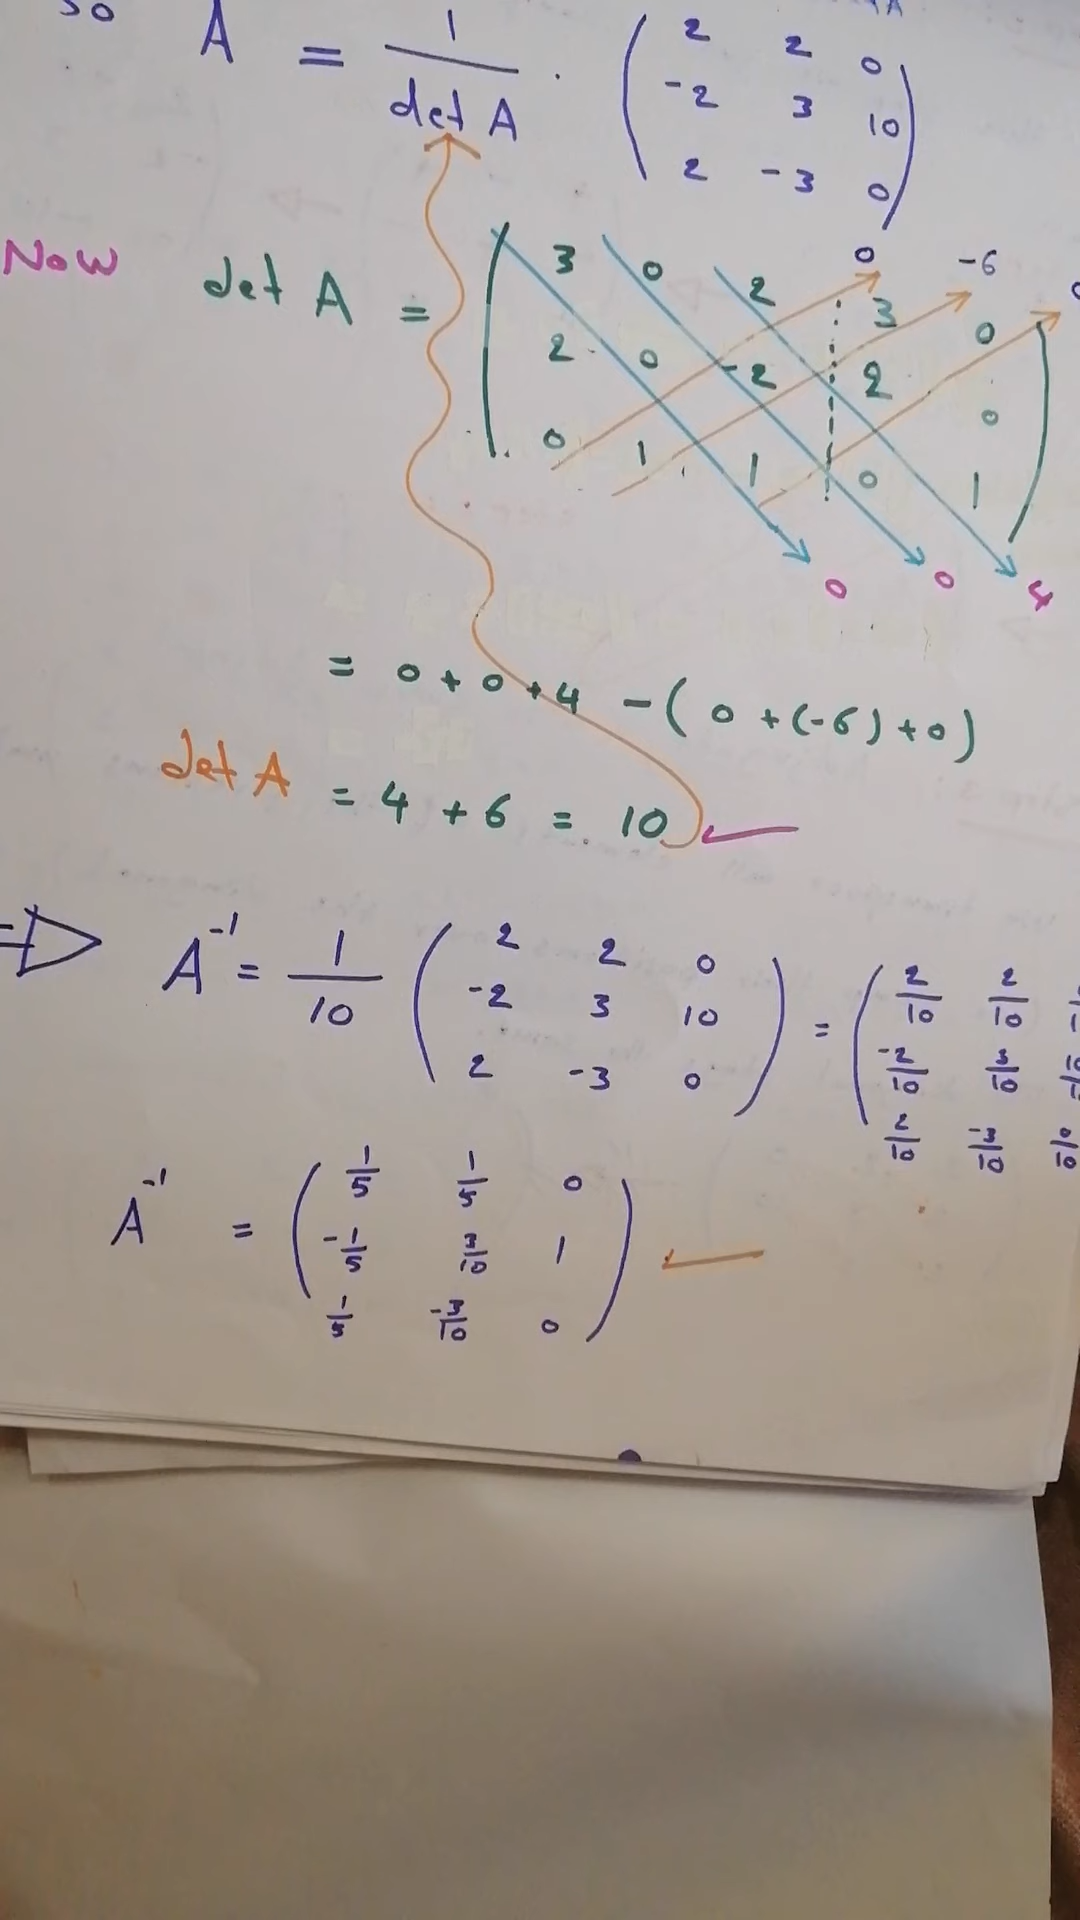 so A = 1/det A · ( 2 2 0
-2 3 10
2 -3 0 )
0 -6
Now det A = ( 3 0 2 3 0
2 0 -2 2 0
0 1 1 0 1 )
0 0 4
= 0 + 0 + 4 - ( 0 + (-6) + 0 )
det A = 4 + 6 = 10
A⁻¹ = 1/10 ( 2 2 0
-2 3 10
2 -3 0 ) = ( 2/10 2/10
-2/10 3/10
2/10 -3/10 0/10
A⁻¹ = ( 1/5 1/5 0
-1/5 3/10 1
1/5 -3/10 0 )